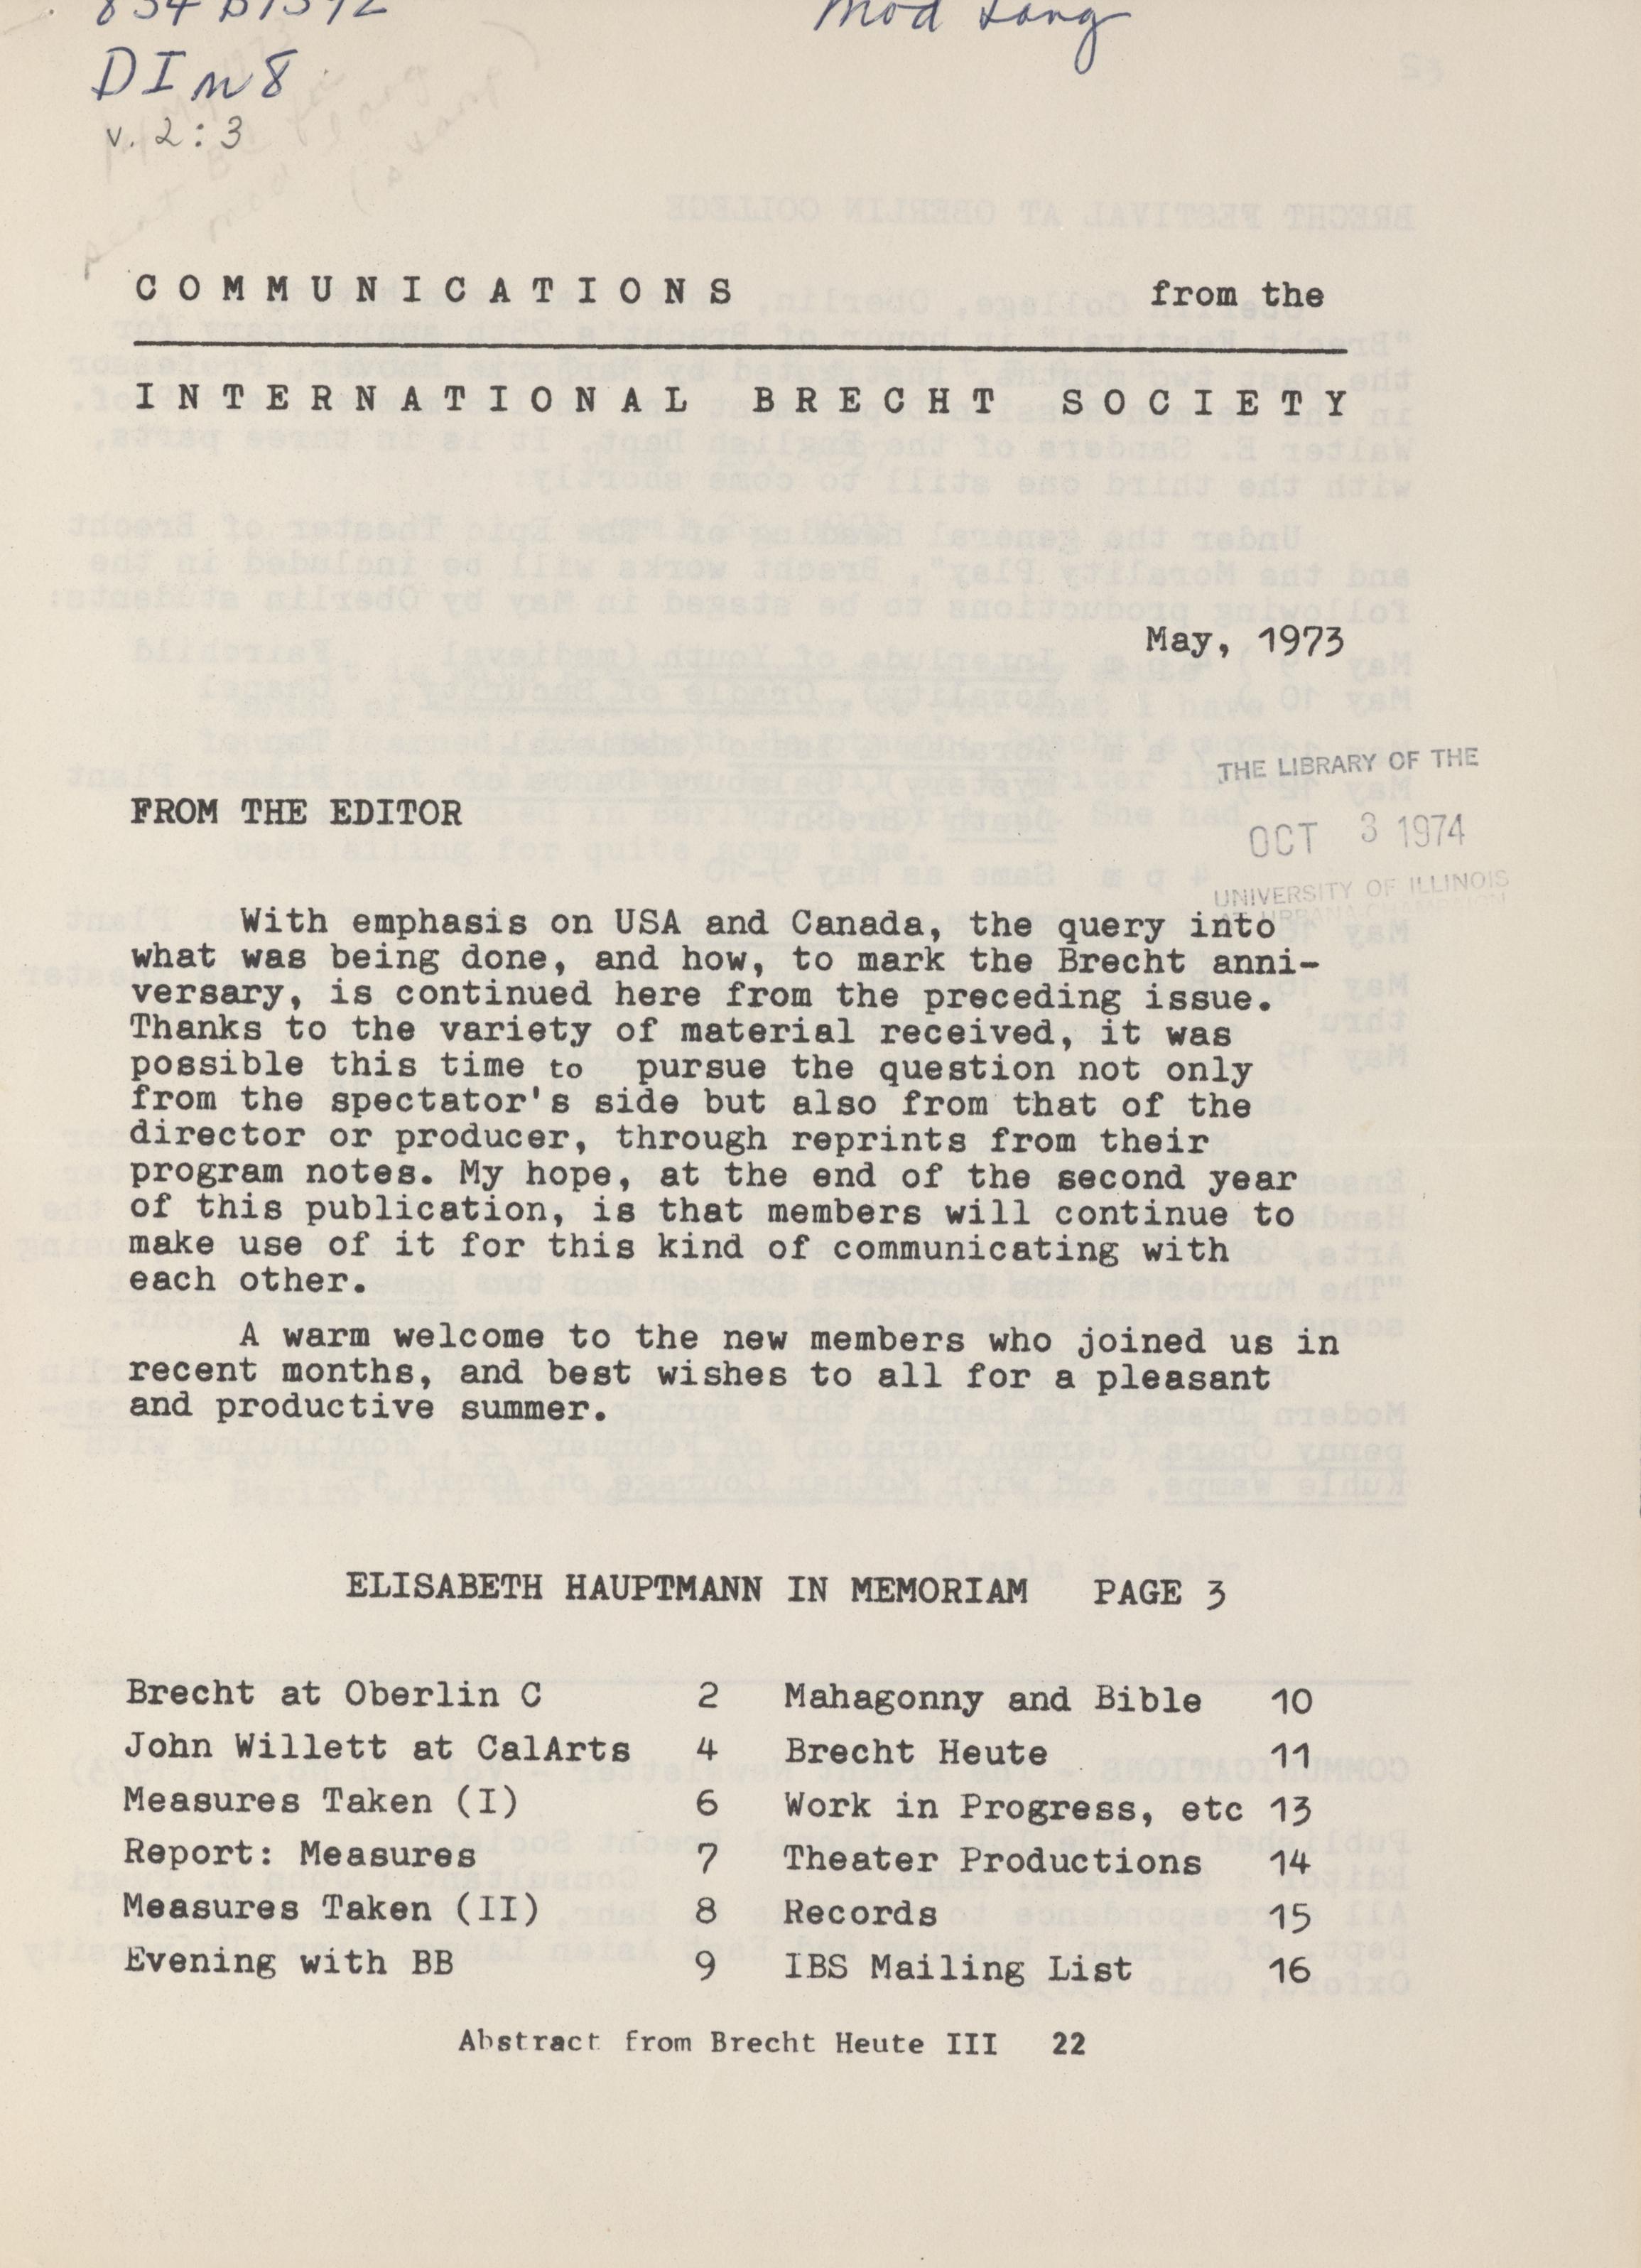 834 B7392
Mod Lang
DIn8
v. 2:3
COMMUNICATIONS from the
INTERNATIONAL BRECHT SOCIETY
May, 1973
THE LIBRARY OF THE
OCT 3 1974
UNIVERSITY OF ILLINOIS
FROM THE EDITOR
With emphasis on USA and Canada, the query into
what was being done, and how, to mark the Brecht anni-
versary, is continued here from the preceding issue.
Thanks to the variety of material received, it was
possible this time to pursue the question not only
from the spectator's side but also from that of the
director or producer, through reprints from their
program notes. My hope, at the end of the second year
of this publication, is that members will continue to
make use of it for this kind of communicating with
each other.
A warm welcome to the new members who joined us in
recent months, and best wishes to all for a pleasant
and productive summer.
ELISABETH HAUPTMANN IN MEMORIAM PAGE 3
Brecht at Oberlin C 2 Mahagonny and Bible 10
John Willett at CalArts 4 Brecht Heute 11
Measures Taken (I) 6 Work in Progress, etc 13
Report: Measures 7 Theater Productions 14
Measures Taken (II) 8 Records 15
Evening with BB 9 IBS Mailing List 16
Abstract from Brecht Heute III 22